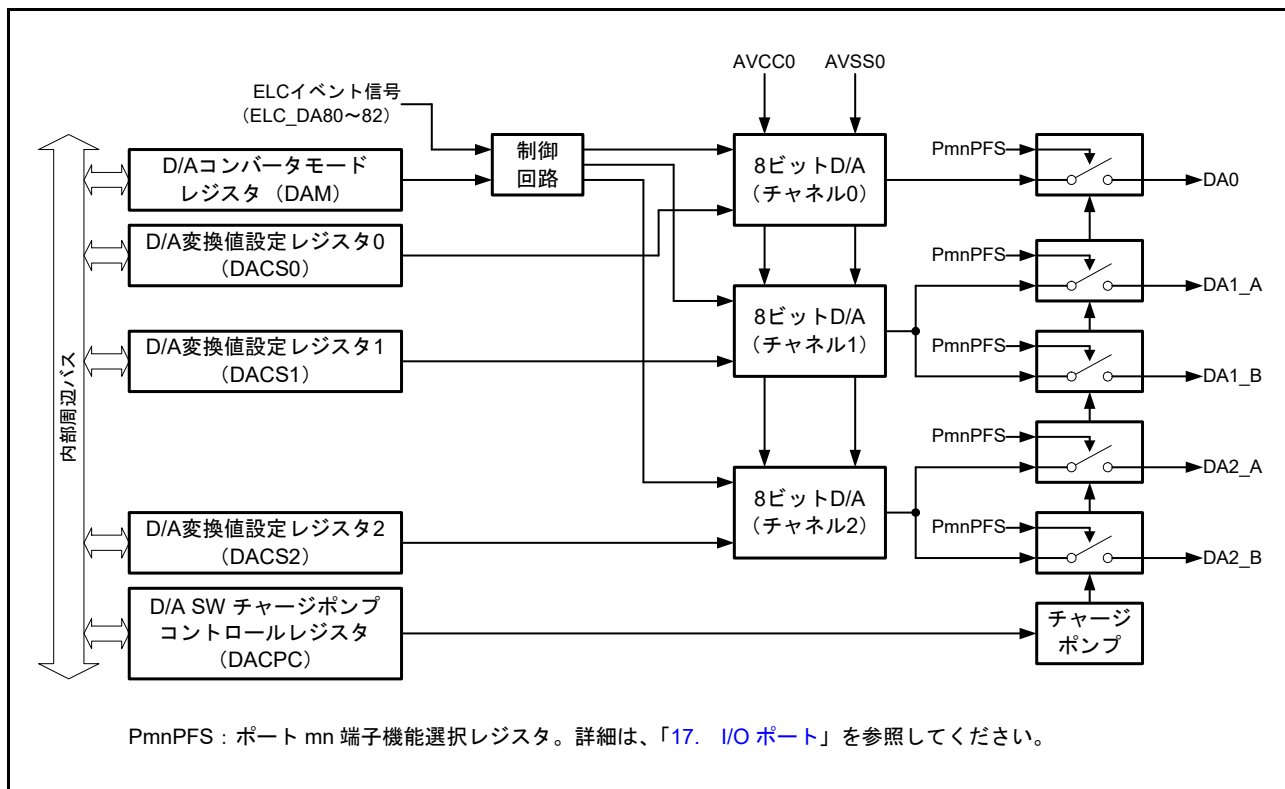 AVCC0
AVSS0
ELCイベント信号
（ELC_DA80～82）
制御
回路
D/Aコンバータモード
レジスタ（DAM）
8ビットD/A
（チャネル0）
PmnPFS
DA0
D/A変換値設定レジスタ0
（DACS0）
PmnPFS
DA1_A
8ビットD/A
（チャネル1）
D/A変換値設定レジスタ1
（DACS1）
PmnPFS
DA1_B
内部周辺バス
PmnPFS
DA2_A
8ビットD/A
（チャネル2）
D/A変換値設定レジスタ2
（DACS2）
PmnPFS
DA2_B
D/A SW チャージポンプ
コントロールレジスタ
（DACPC）
チャージ
ポンプ
PmnPFS：ポート mn 端子機能選択レジスタ。詳細は、「17. I/O ポート」を参照してください。